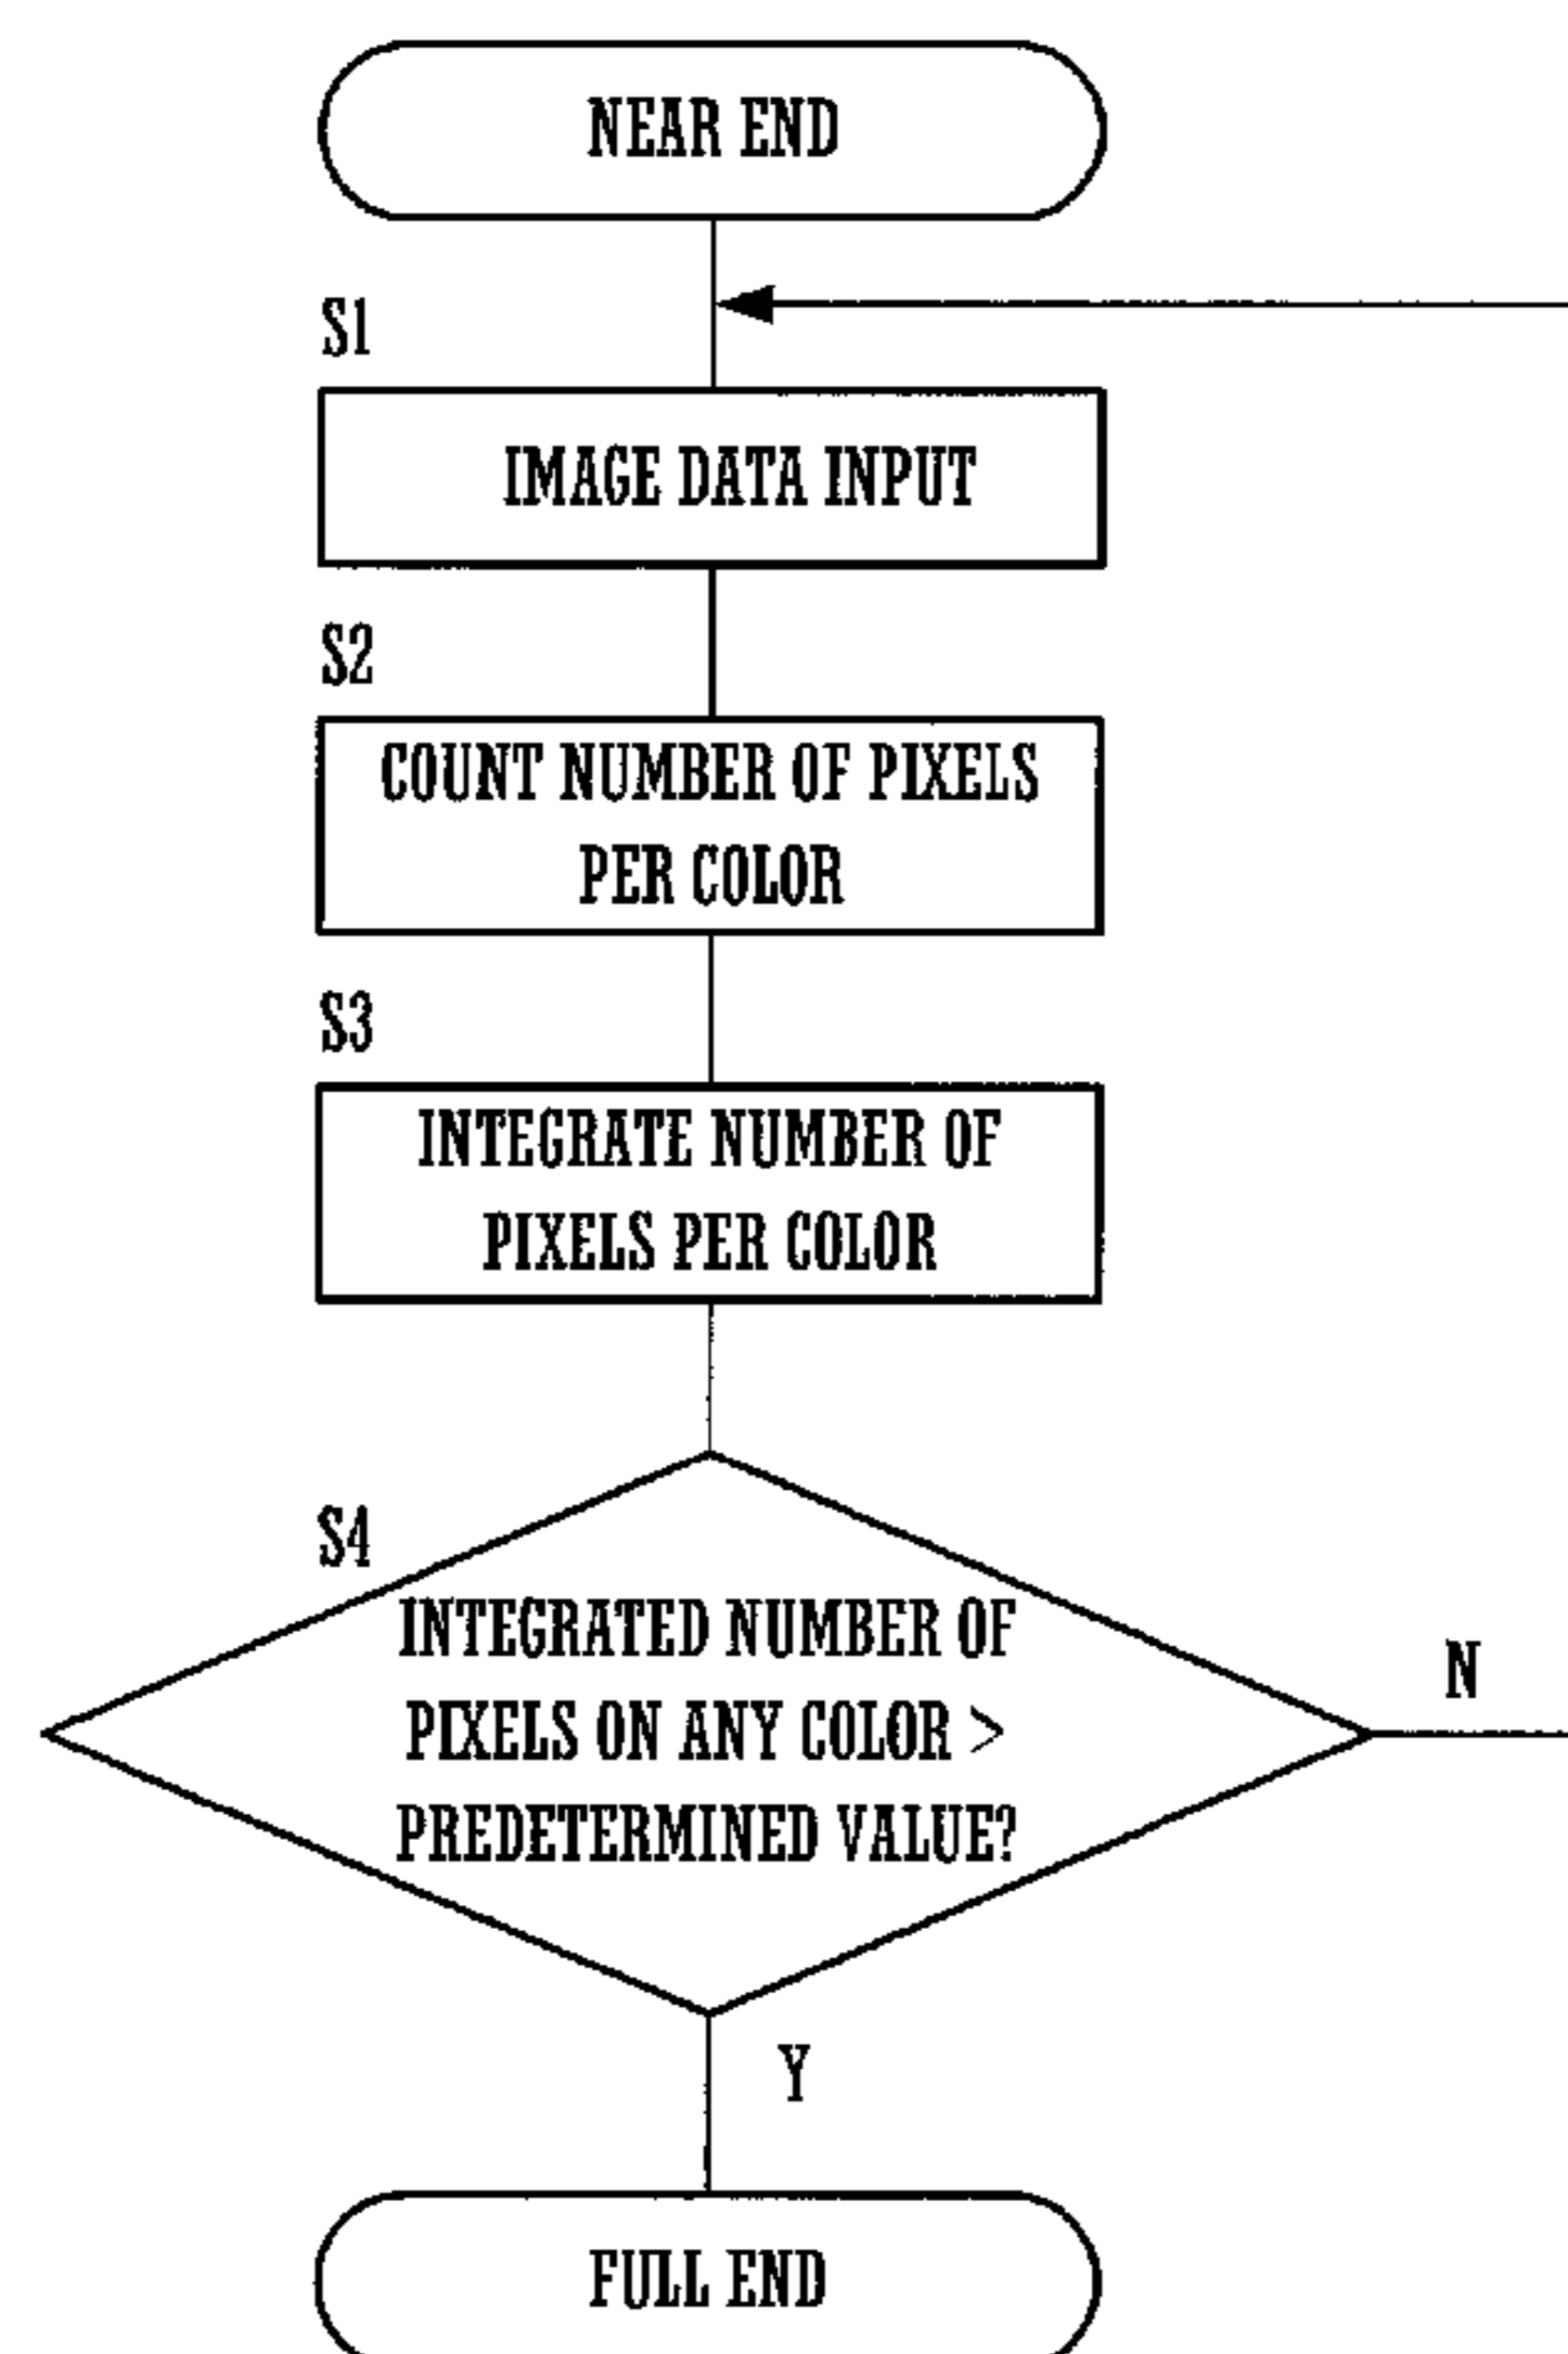 NEAR END
S1
IMAGE DATA INPUT
S2
COUNT NUMBER OF PIXELS
PER COLOR
S3
INTEGRATE NUMBER OF
PIXELS PER COLOR
S4
INTEGRATED NUMBER OF
PIXELS ON ANY COLOR >
PREDETERMINED VALUE?
N
Y
FULL END